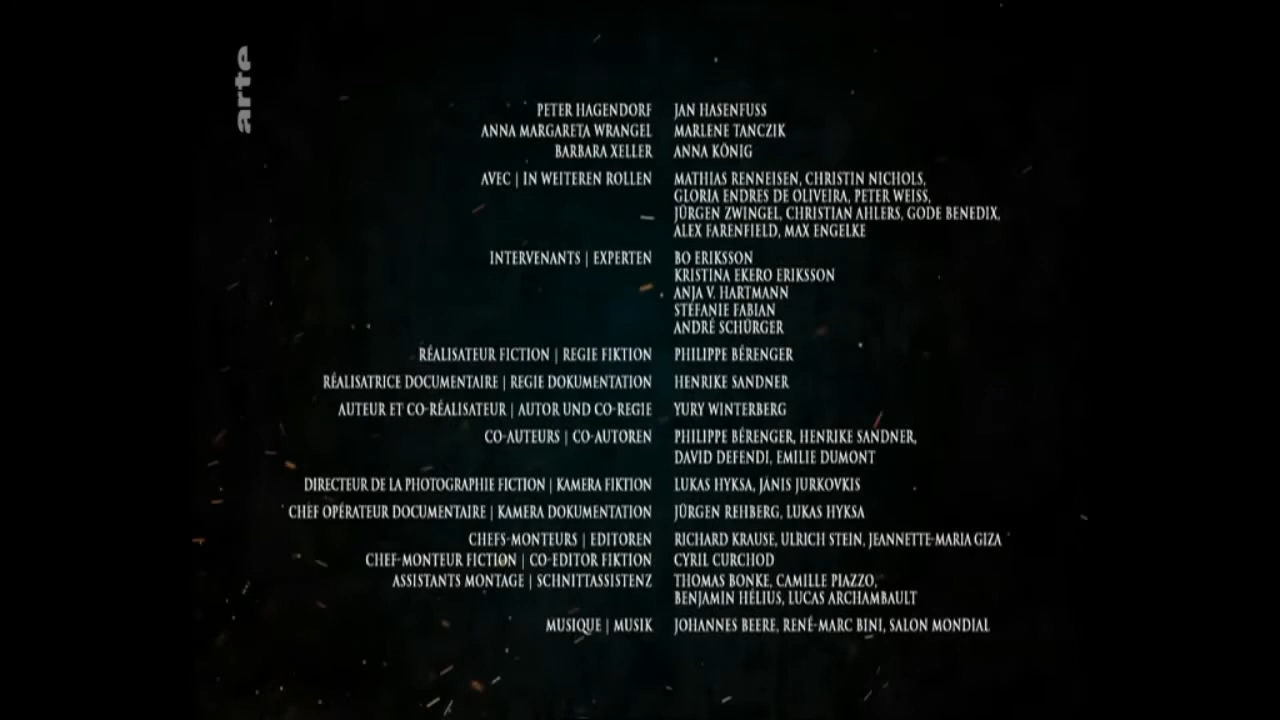 arte
PETER HAGENDORF JAN HASENFUSS
ANNA MARGARETA WRANGEL MARLENE TANCZIK
BARBARA XELLER ANNA KÖNIG
AVEC | IN WEITEREN ROLLEN MATHIAS RENNEISEN, CHRISTIN NICHOLS,
GLORIA ENDRES DE OLIVEIRA, PETER WEISS,
JÜRGEN ZWINGEL, CHRISTIAN AHLERS, GODE BENEDIX,
ALEX FARENFIELD, MAX ENGELKE
INTERVENANTS | EXPERTEN BO ERIKSSON
KRISTINA EKERO ERIKSSON
ANJA V. HARTMANN
STEFANIE FABIAN
ANDRÉ SCHÜRGER
RÉALISATEUR FICTION | REGIE FIKTION PHILIPPE BÉRENGER
RÉALISATRICE DOCUMENTAIRE | REGIE DOKUMENTATION HENRIKE SANDNER
AUTEUR ET CO-RÉALISATEUR | AUTOR UND CO-REGIE YURY WINTERBERG
CO-AUTEURS | CO-AUTOREN PHILIPPE BÉRENGER, HENRIKE SANDNER,
DAVID DEFENDI, EMILIE DUMONT
DIRECTEUR DE LA PHOTOGRAPHIE FICTION | KAMERA FIKTION LUKAS HYKSA, JÁNIS JURKOVKIS
CHEF OPÉRATEUR DOCUMENTAIRE | KAMERA DOKUMENTATION JÜRGEN REHBERG, LUKAS HYKSA
CHEFS-MONTEURS | EDITOREN RICHARD KRAUSE, ULRICH STEIN, JEANNETTE-MARIA GIZA
CHEF-MONTEUR FICTION | CO-EDITOR FIKTION CYRIL CURCHOD
ASSISTANTS MONTAGE | SCHNITTASSISTENZ THOMAS BONKE, CAMILLE PIAZZO,
BENJAMIN HÉLIUS, LUCAS ARCHAMBAULT
MUSIQUE | MUSIK JOHANNES BEERE, RENÉ-MARC BINI, SALON MONDIAL